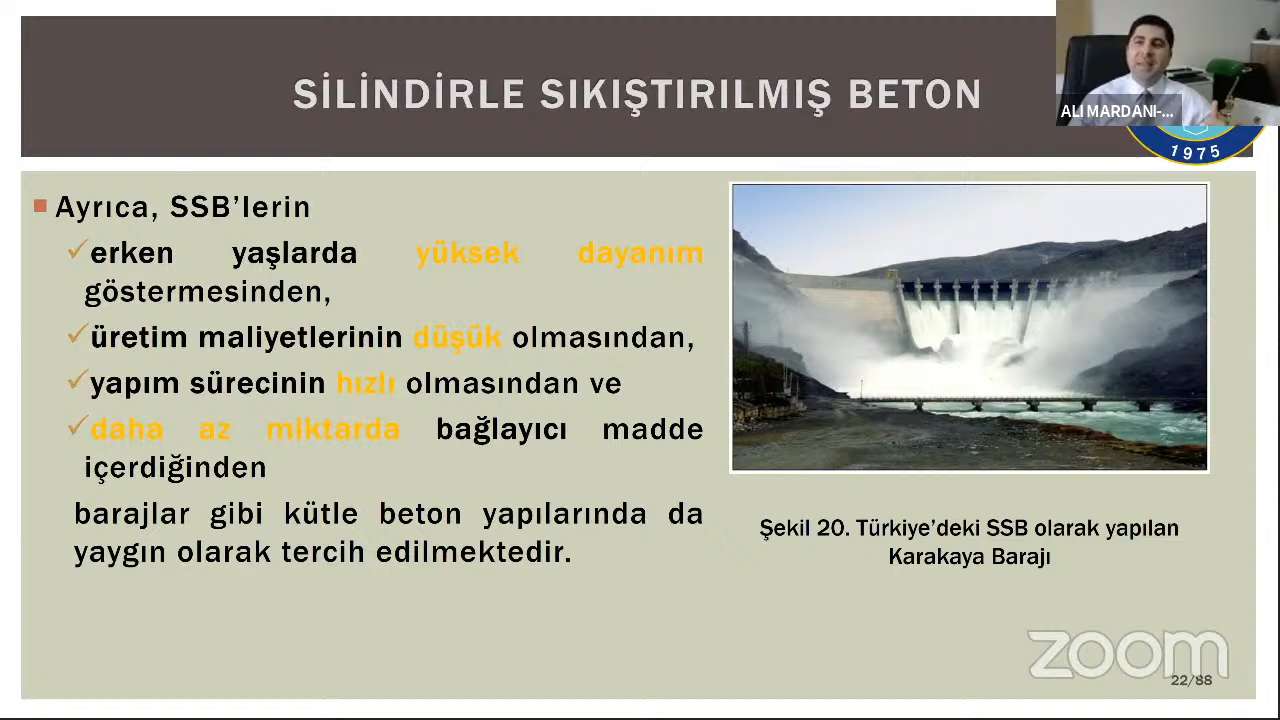 SİLİNDİRLE SIKIŞTIRILMIŞ BETON
ALI MARDANI-...
1975
Ayrıca, SSB’lerin
erken yaşlarda yüksek dayanım
göstermesinden,
üretim maliyetlerinin düşük olmasından,
yapım sürecinin hızlı olmasından ve
daha az miktarda bağlayıcı madde
içerdiğinden
barajlar gibi kütle beton yapılarında da
yaygın olarak tercih edilmektedir.
Şekil 20. Türkiye’deki SSB olarak yapılan
Karakaya Barajı
zoom
22/88